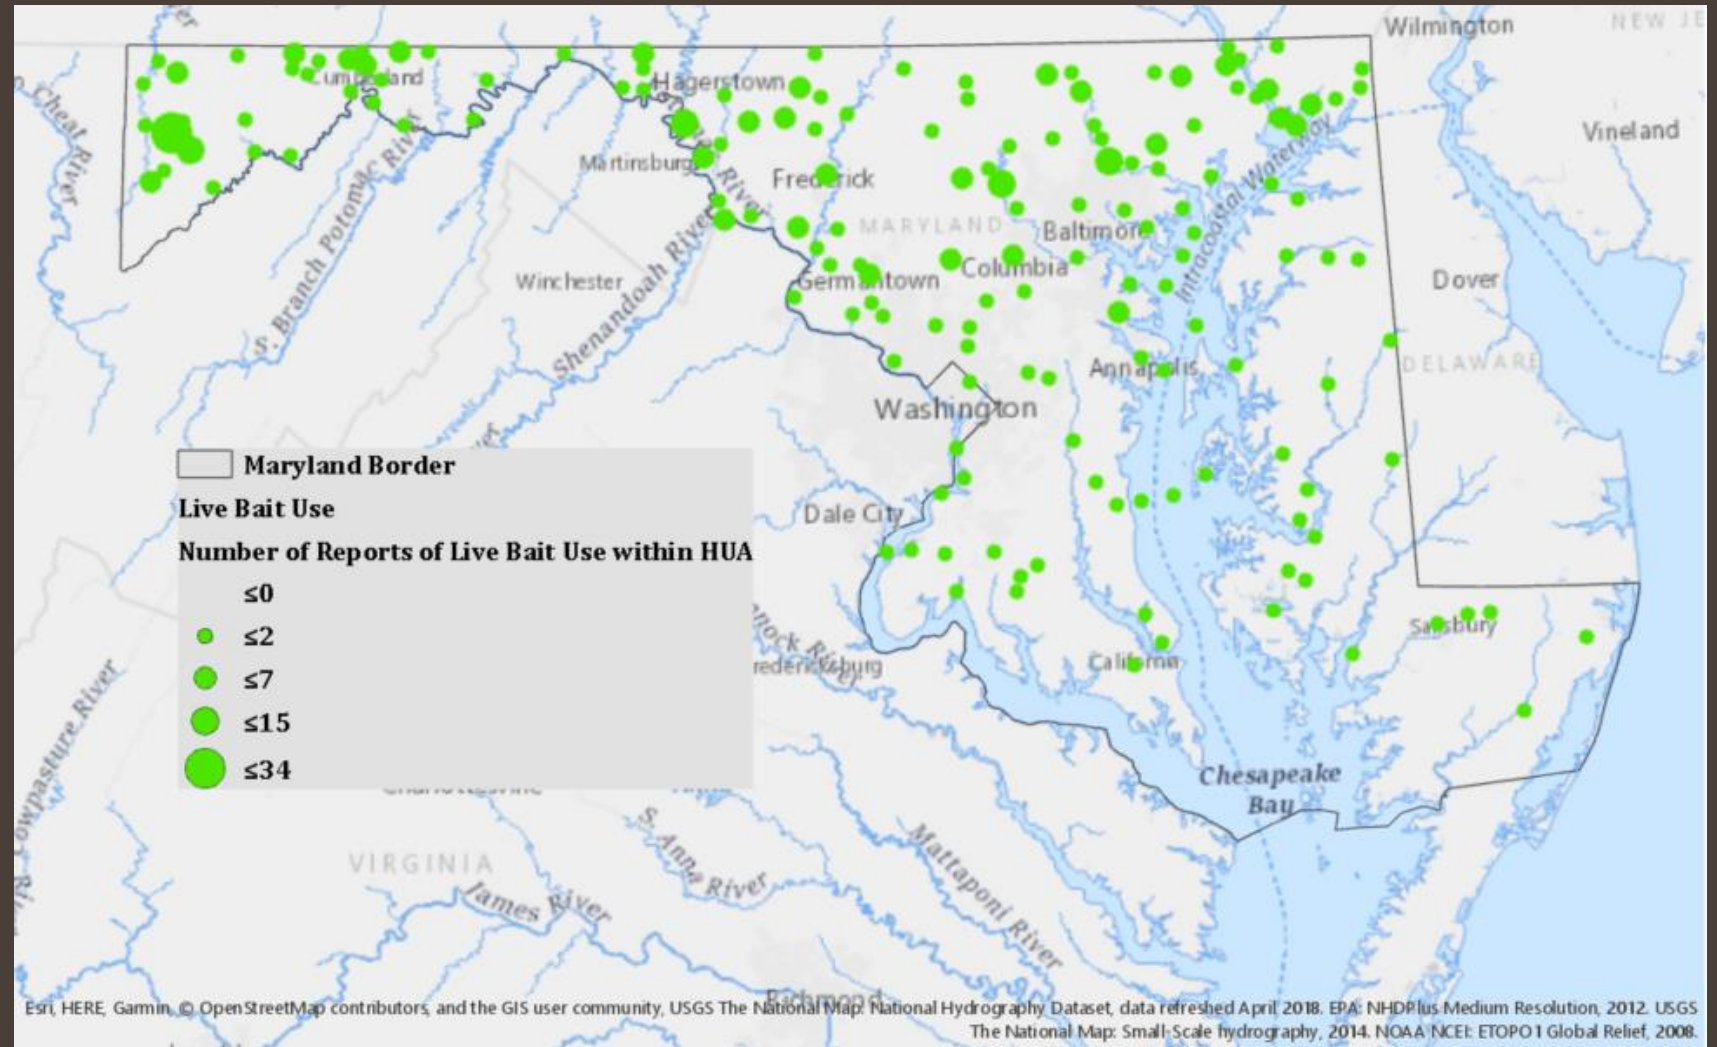 Wilmington
NEW JE
Cumberland
Hagerstown
Cheat River
Vineland
Martinsburg
River
Frederick
S. Branch Potomac River
MARYLAND
Baltimore
Intracoastal Waterway
Shenandoah River
Columbia
Winchester
Germantown
Dover
Annapolis
DELAWARE
Washington
Maryland Border
Live Bait Use
Dale City
Number of Reports of Live Bait Use within HUA
≤0
≤2
≤7
≤15
≤34
Salisbury
nnock River
redericksburg
California
Cowpasture River
Chesapeake
Bay
VIRGINIA
S. Anna River
Mattaponi River
James River
Richmond
Esri, HERE, Garmin, © OpenStreetMap contributors, and the GIS user community, USGS The National Map: National Hydrography Dataset, data refreshed April 2018. EPA: NHDPlus Medium Resolution, 2012. USGS
The National Map: Small-Scale hydrography, 2014. NOAA NCEI: ETOPO1 Global Relief, 2008.